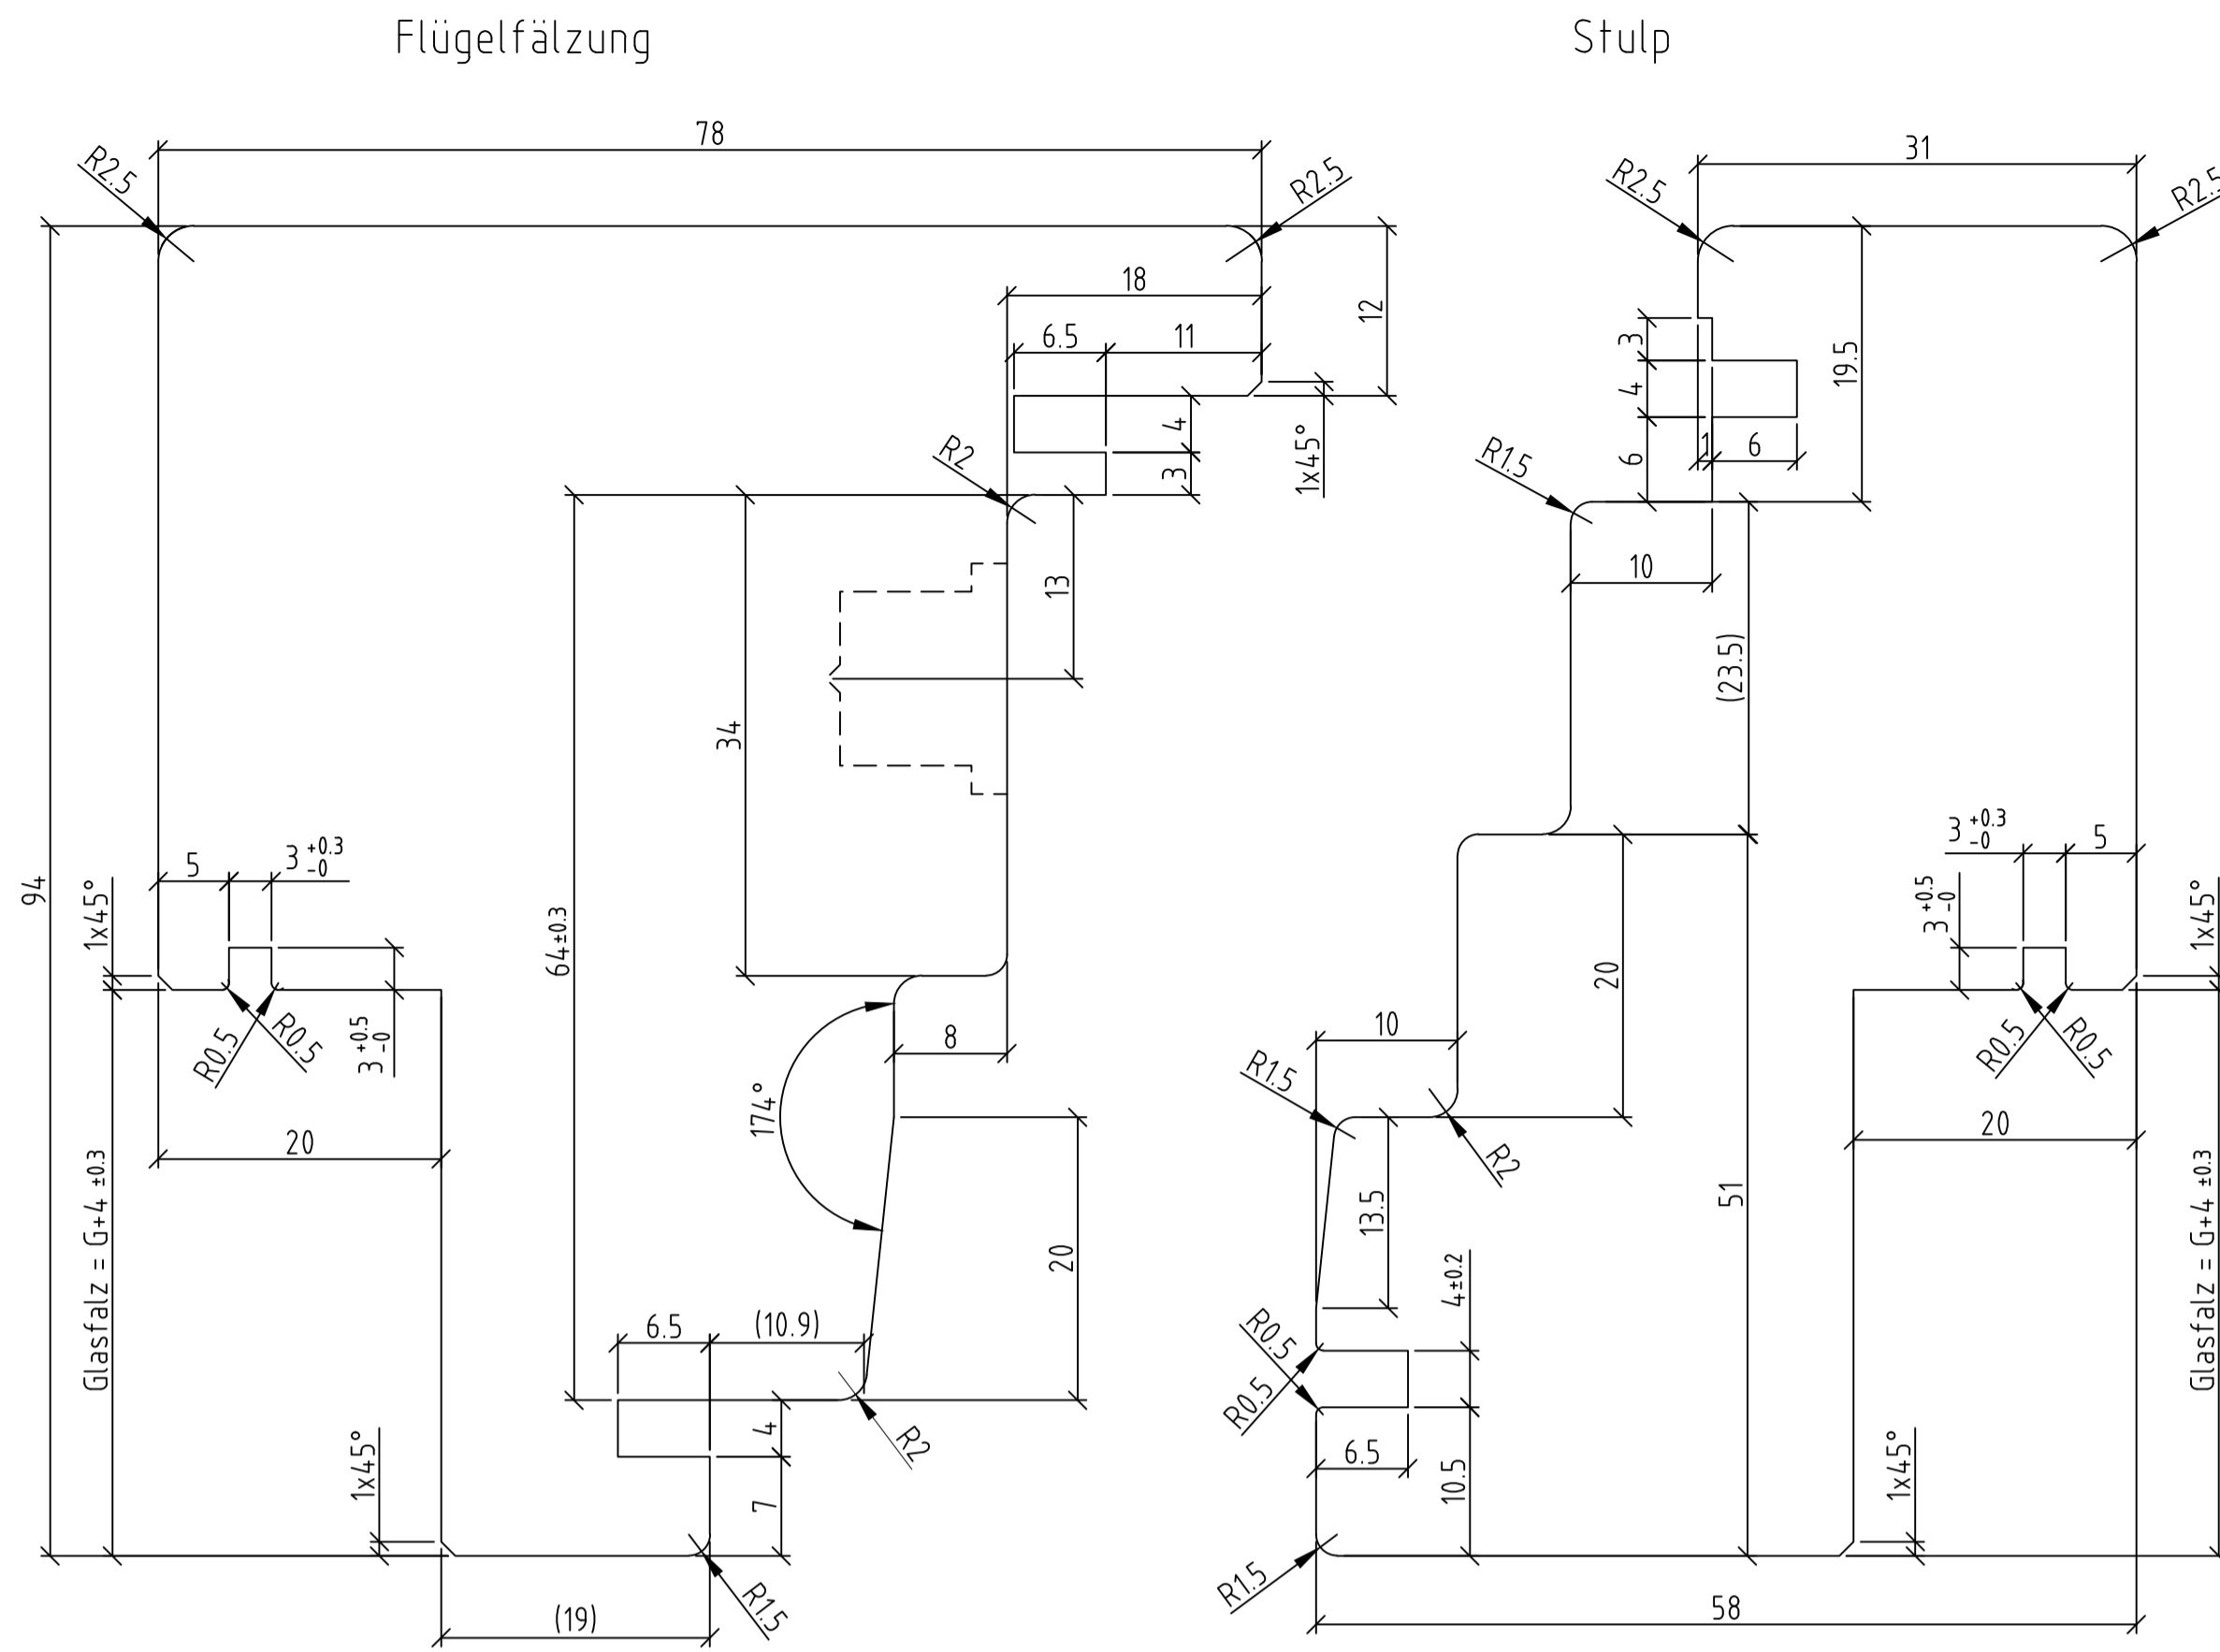 Flügelfälzung
78
R2.5
R2.5
18
12
6.5
11
4
3
1x45°
R2
13
34
64±0.3
94
5
3 +0.3 -0
1x45°
3 +0.5 -0
R0.5
R0.5
8
174°
20
20
Glasfalz = G+4 ±0.3
6.5
(10.9)
4
7
R2
1x45°
R1.5
(19)
Stulp
31
R2.5
R2.5
3
4
6
1
6
19.5
R1.5
10
(23.5)
3 +0.3 -0
5
3 +0.5 -0
1x45°
R0.5
R0.5
20
10
R1.5
R2
20
13.5
51
4±0.2
R0.5
R0.5
6.5
10.5
R1.5
1x45°
Glasfalz = G+4 ±0.3
58